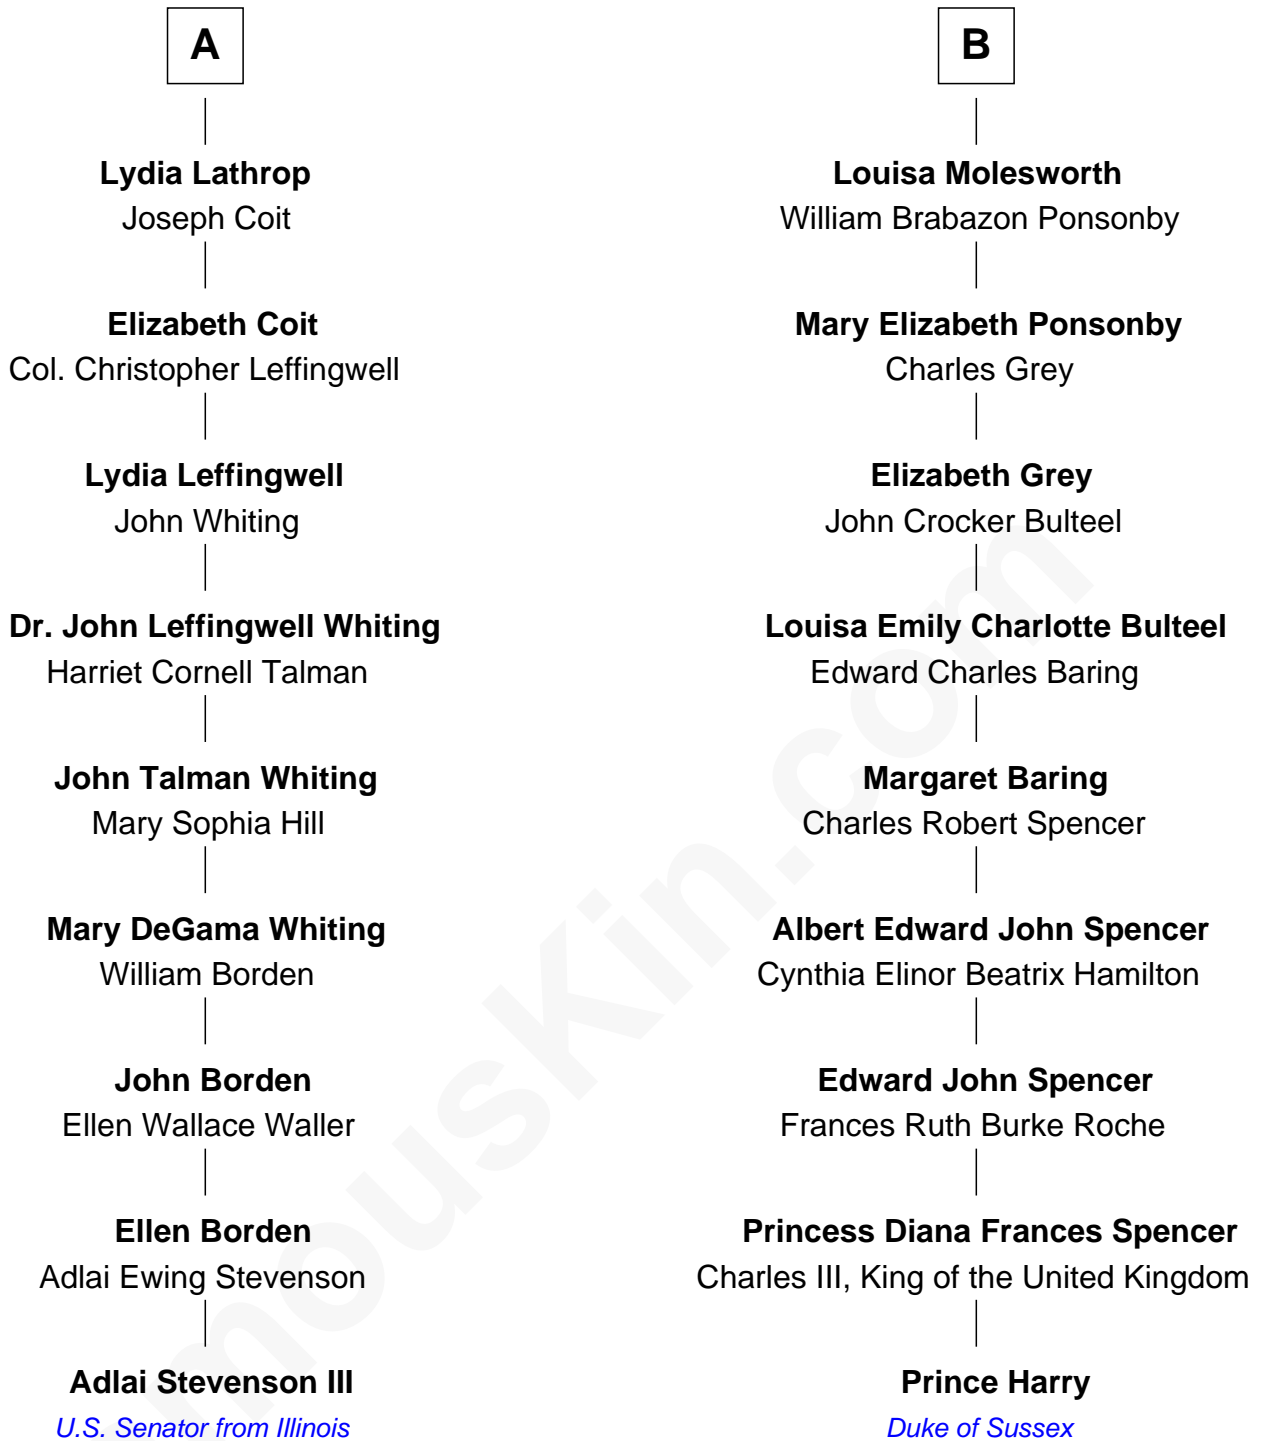 A
Lydia Lathrop
Joseph Coit
Elizabeth Coit
Col. Christopher Leffingwell
Lydia Leffingwell
John Whiting
Dr. John Leffingwell Whiting
Harriet Cornell Talman
John Talman Whiting
Mary Sophia Hill
Mary DeGama Whiting
William Borden
John Borden
Ellen Wallace Waller
Ellen Borden
Adlai Ewing Stevenson
Adlai Stevenson III
U.S. Senator from Illinois
B
Louisa Molesworth
William Brabazon Ponsonby
Mary Elizabeth Ponsonby
Charles Grey
Elizabeth Grey
John Crocker Bulteel
Louisa Emily Charlotte Bulteel
Edward Charles Baring
Margaret Baring
Charles Robert Spencer
Albert Edward John Spencer
Cynthia Elinor Beatrix Hamilton
Edward John Spencer
Frances Ruth Burke Roche
Princess Diana Frances Spencer
Charles III, King of the United Kingdom
Prince Harry
Duke of Sussex
mousKin.com